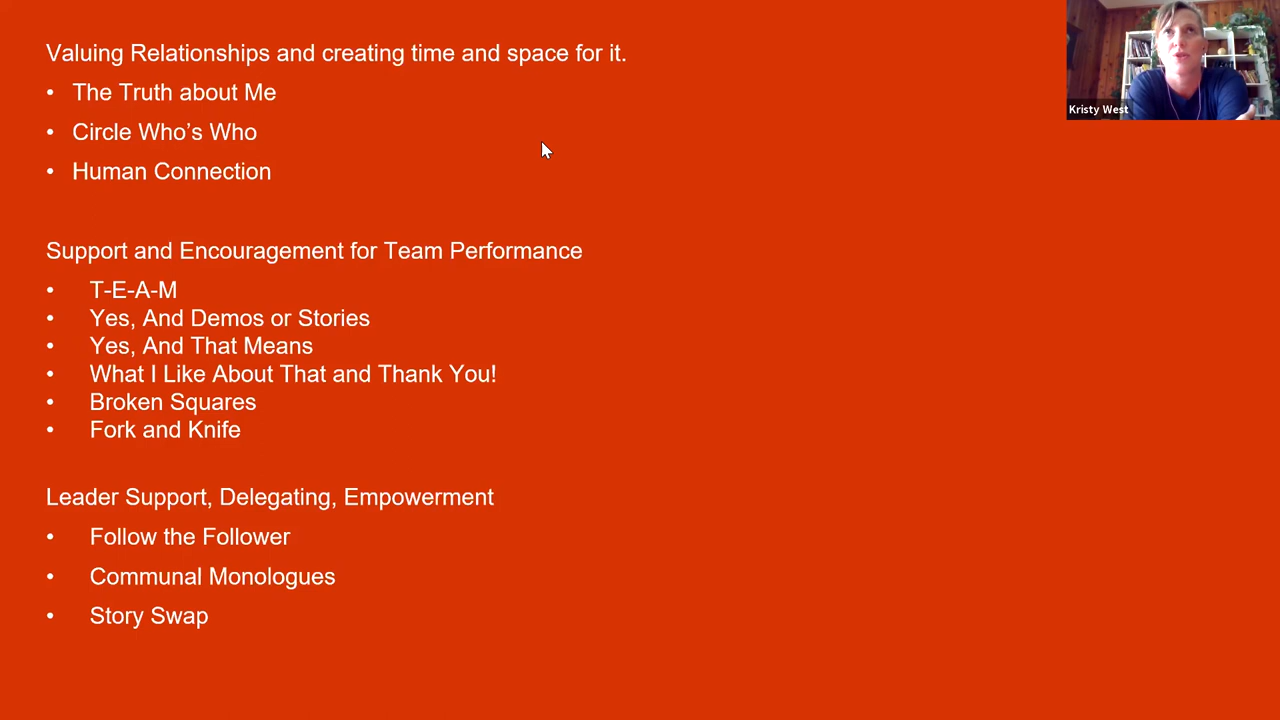 Valuing Relationships and creating time and space for it.
• The Truth about Me
• Circle Who’s Who
• Human Connection
Support and Encouragement for Team Performance
• T-E-A-M
• Yes, And Demos or Stories
• Yes, And That Means
• What I Like About That and Thank You!
• Broken Squares
• Fork and Knife
Leader Support, Delegating, Empowerment
• Follow the Follower
• Communal Monologues
• Story Swap
Kristy West